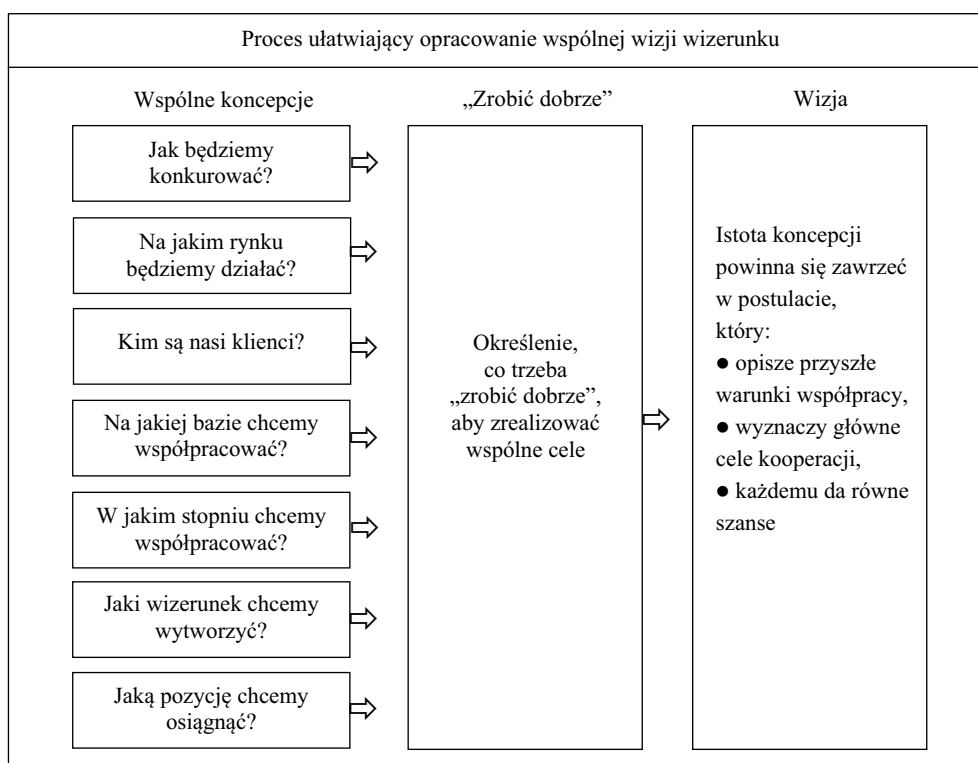 Proces ułatwiający opracowanie wspólnej wizji wizerunku
Wspólne koncepcje
Jak będziemy
konkurować?
Na jakim rynku
będziemy działać?
Kim są nasi klienci?
Na jakiej bazie chcemy
współpracować?
W jakim stopniu chcemy
współpracować?
Jaki wizerunek chcemy
wytworzyć?
Jaką pozycję chcemy
osiągnąć?
„Zrobić dobrze”
Określenie,
co trzeba
„zrobić dobrze”,
aby zrealizować
wspólne cele
Wizja
Istota koncepcji
powinna się zawrzeć
w postulacie,
który:
● opisze przyszłe
warunki współpracy,
● wyznaczy główne
cele kooperacji,
● każdemu da równe
szanse